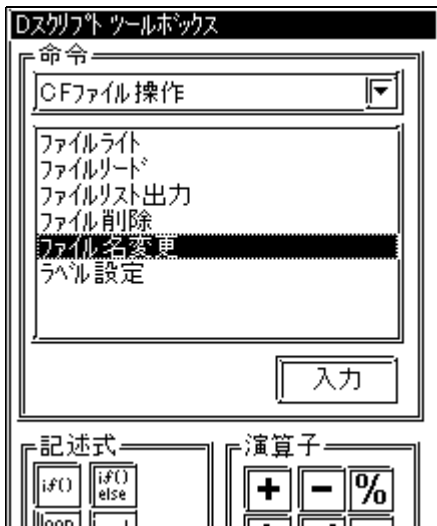 Dｽｸﾘﾌﾟﾄ ﾂｰﾙﾎﾞｯｸｽ
命令
CFﾌｧｲﾙ操作
ﾌｧｲﾙﾗｲﾄ
ﾌｧｲﾙﾘｰﾄﾞ
ﾌｧｲﾙﾘｽﾄ出力
ﾌｧｲﾙ削除
ﾌｧｲﾙ名変更
ﾗﾍﾞﾙ設定
入力
記述式 演算子
if() if() else + - %
loop